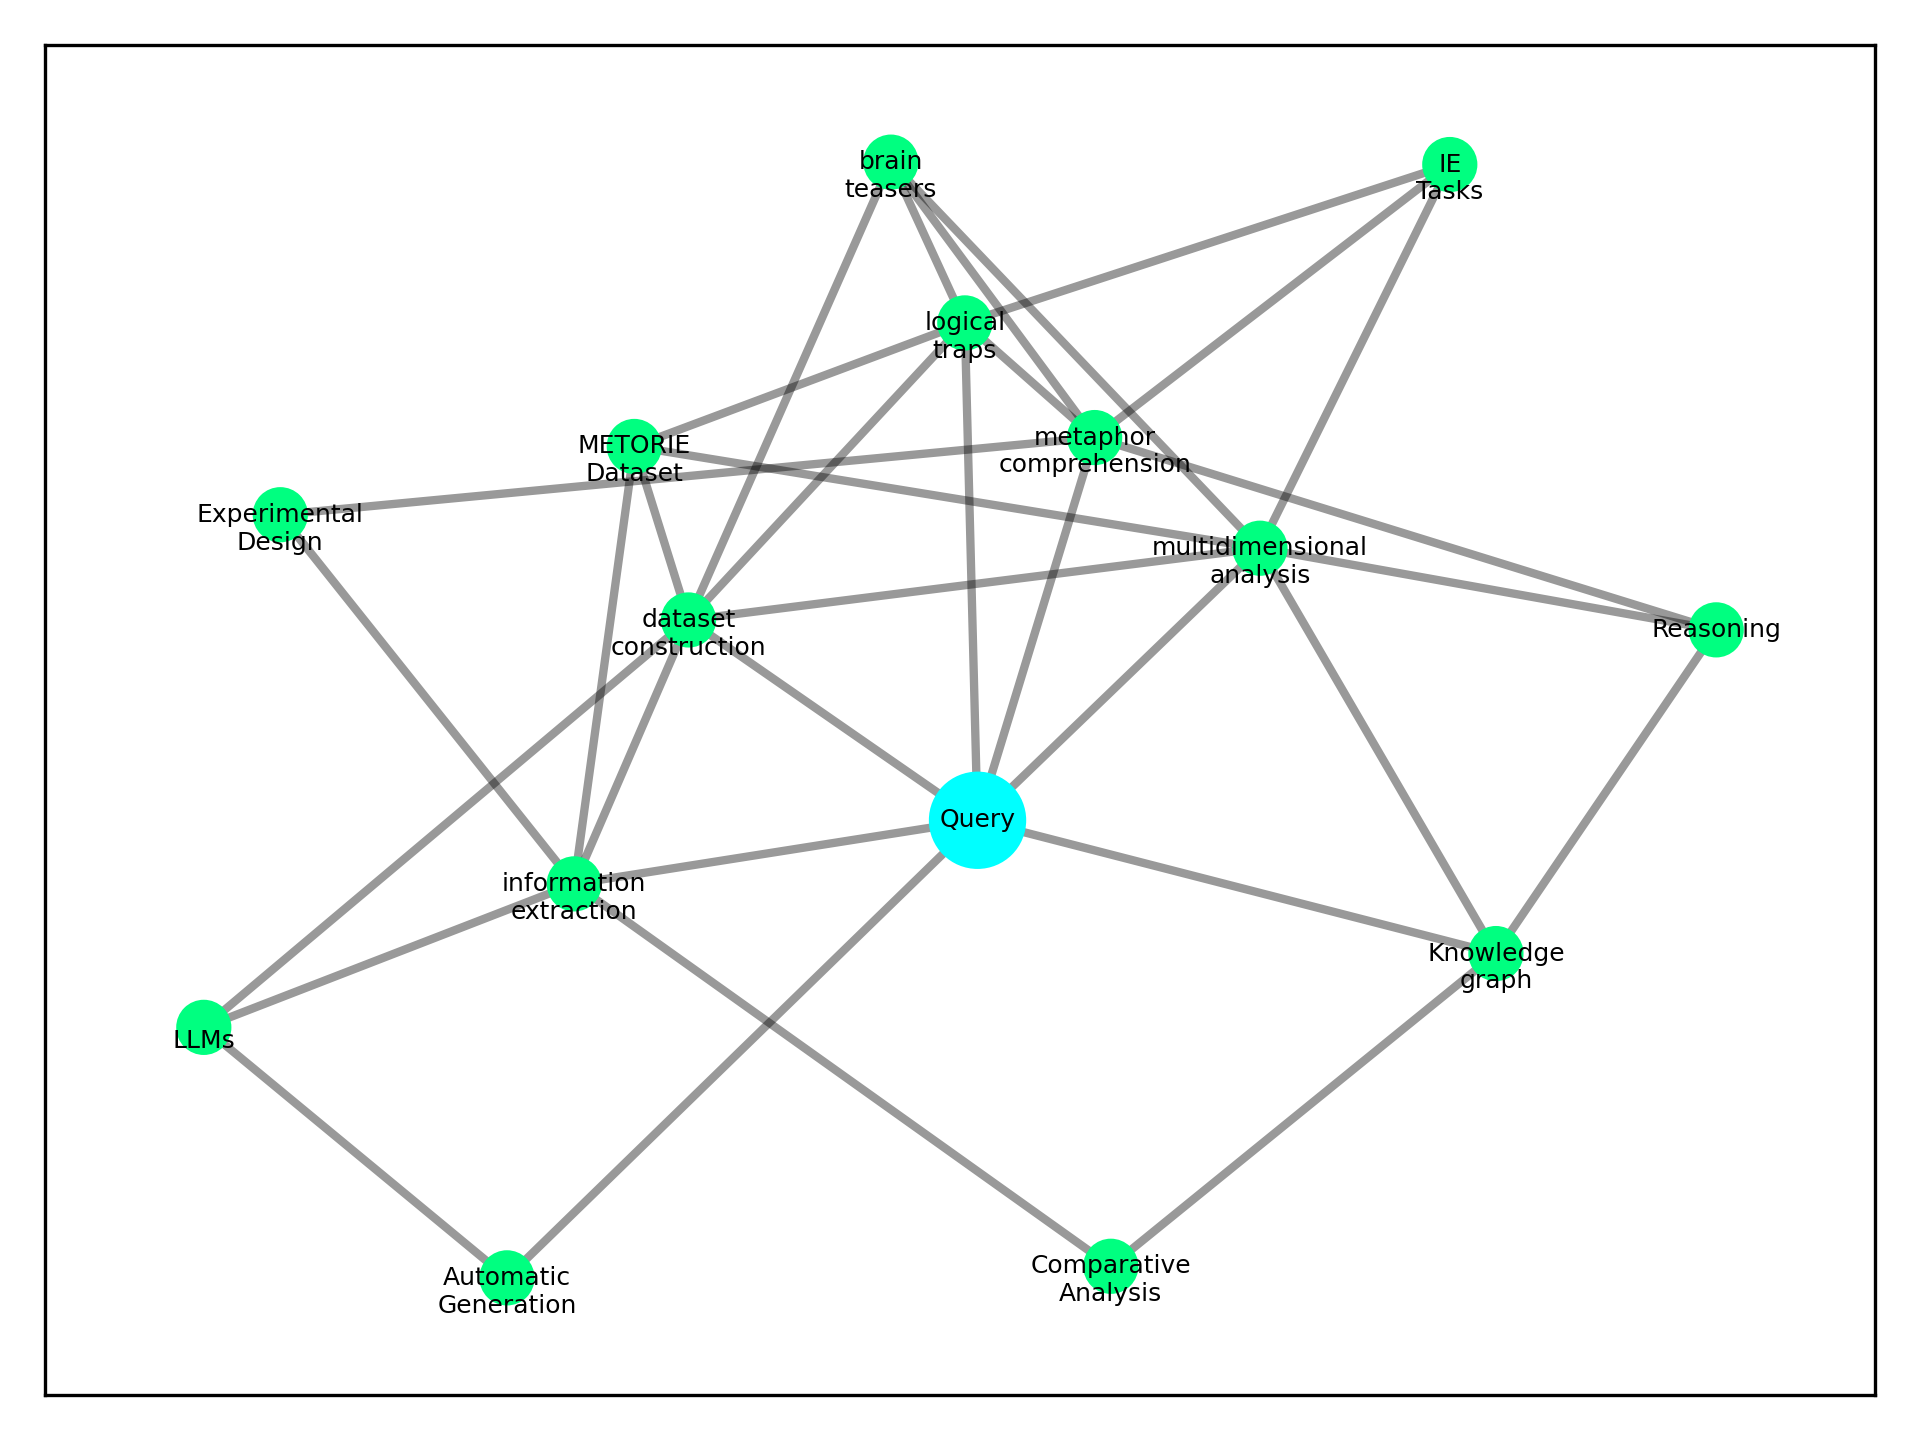 brain
teasers
IE
Tasks
logical
traps
metaphor
comprehension
METORIE
Dataset
Experimental
Design
multidimensional
analysis
dataset
construction
Reasoning
Query
information
extraction
Knowledge
graph
LLMs
Automatic
Generation
Comparative
Analysis